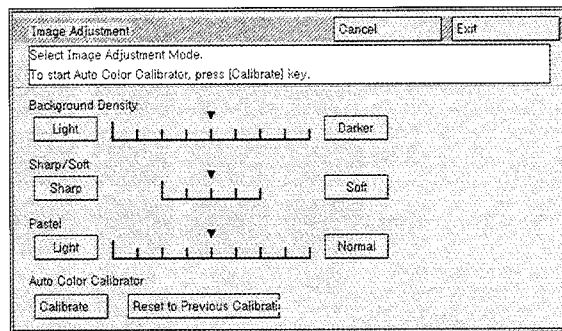 Image Adjustment Cancel Exit
Select Image Adjustment Mode.
To start Auto Color Calibrator, press [Calibrate] key.
Background Density
Light Darker
Sharp/Soft
Sharp Soft
Pastel
Light Normal
Auto Color Calibrator
Calibrate Reset to Previous Calibrati